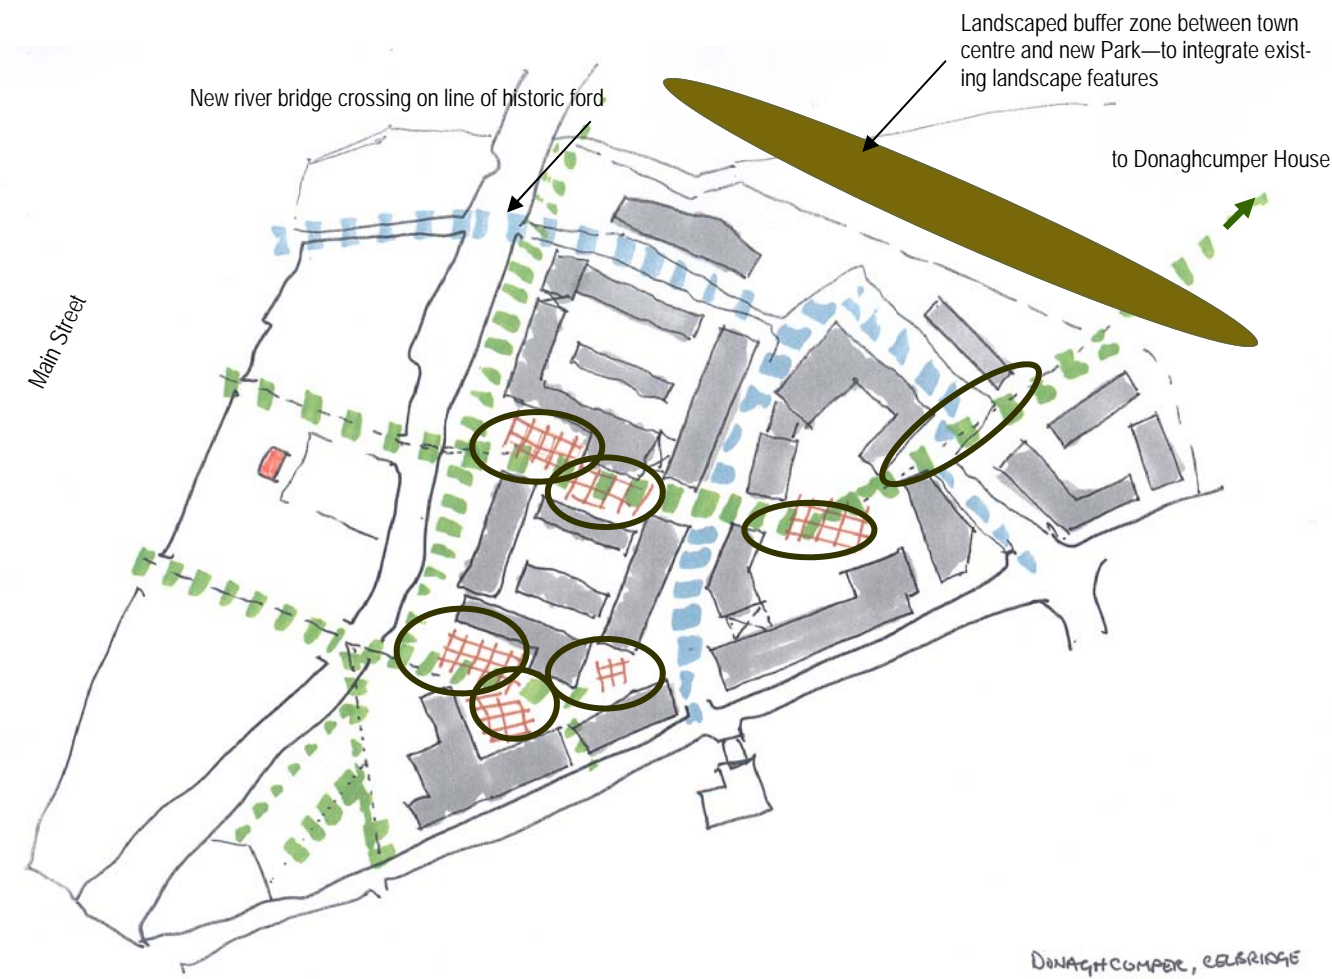 Landscaped buffer zone between town
centre and new Park—to integrate exist-
ing landscape features
New river bridge crossing on line of historic ford
to Donaghcumper House
Main Street
DONAGHCUMPER, CELBRIDGE